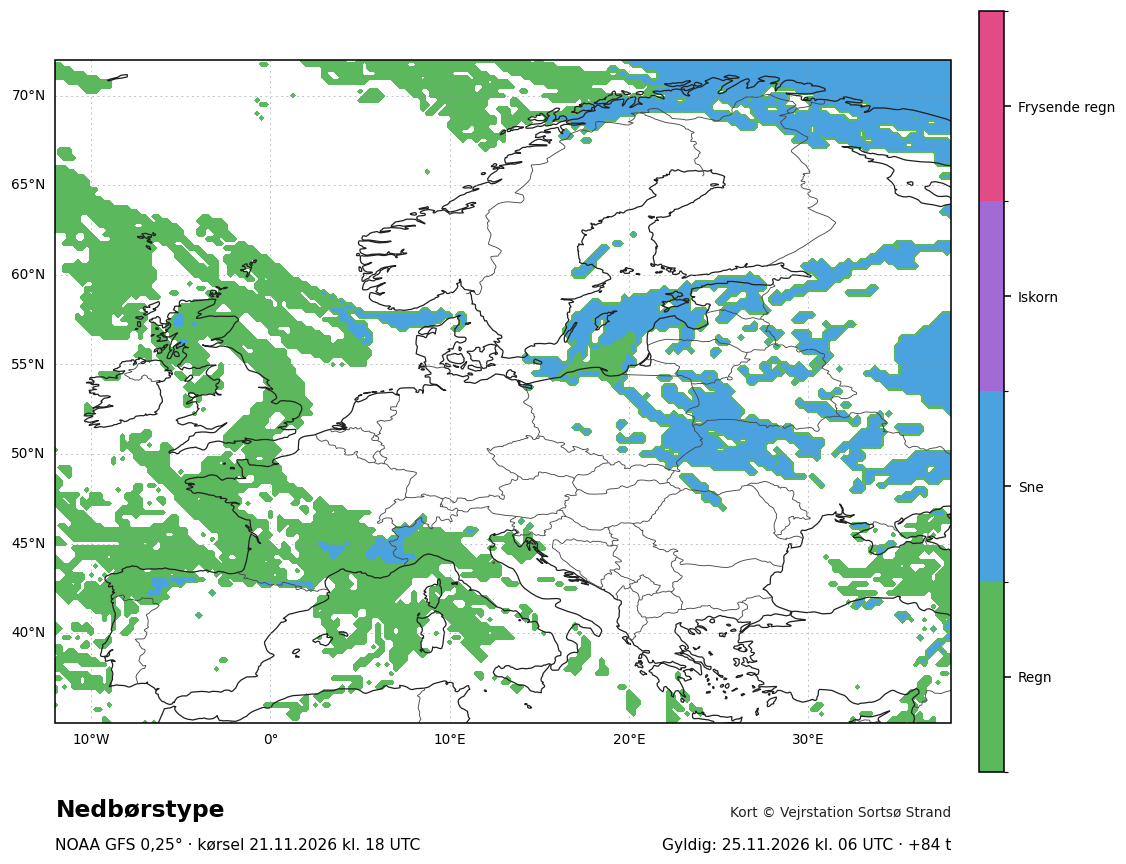 Frysende regn
Iskorn
Sne
Regn
70°N
65°N
60°N
55°N
50°N
45°N
40°N
10°W
0°
10°E
20°E
30°E
Nedbørstype
Kort © Vejrstation Sortsø Strand
NOAA GFS 0,25° · kørsel 21.11.2026 kl. 18 UTC
Gyldig: 25.11.2026 kl. 06 UTC · +84 t